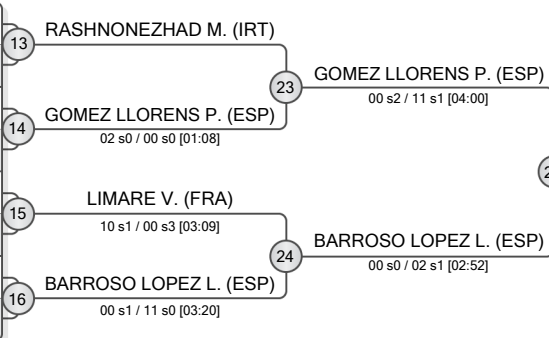 13
RASHNONEZHAD M. (IRT)
23
GOMEZ LLORENS P. (ESP)
00 s2 / 11 s1 [04:00]
14
GOMEZ LLORENS P. (ESP)
02 s0 / 00 s0 [01:08]
15
LIMARE V. (FRA)
10 s1 / 00 s3 [03:09]
24
BARROSO LOPEZ L. (ESP)
00 s0 / 02 s1 [02:52]
16
BARROSO LOPEZ L. (ESP)
00 s1 / 11 s0 [03:20]